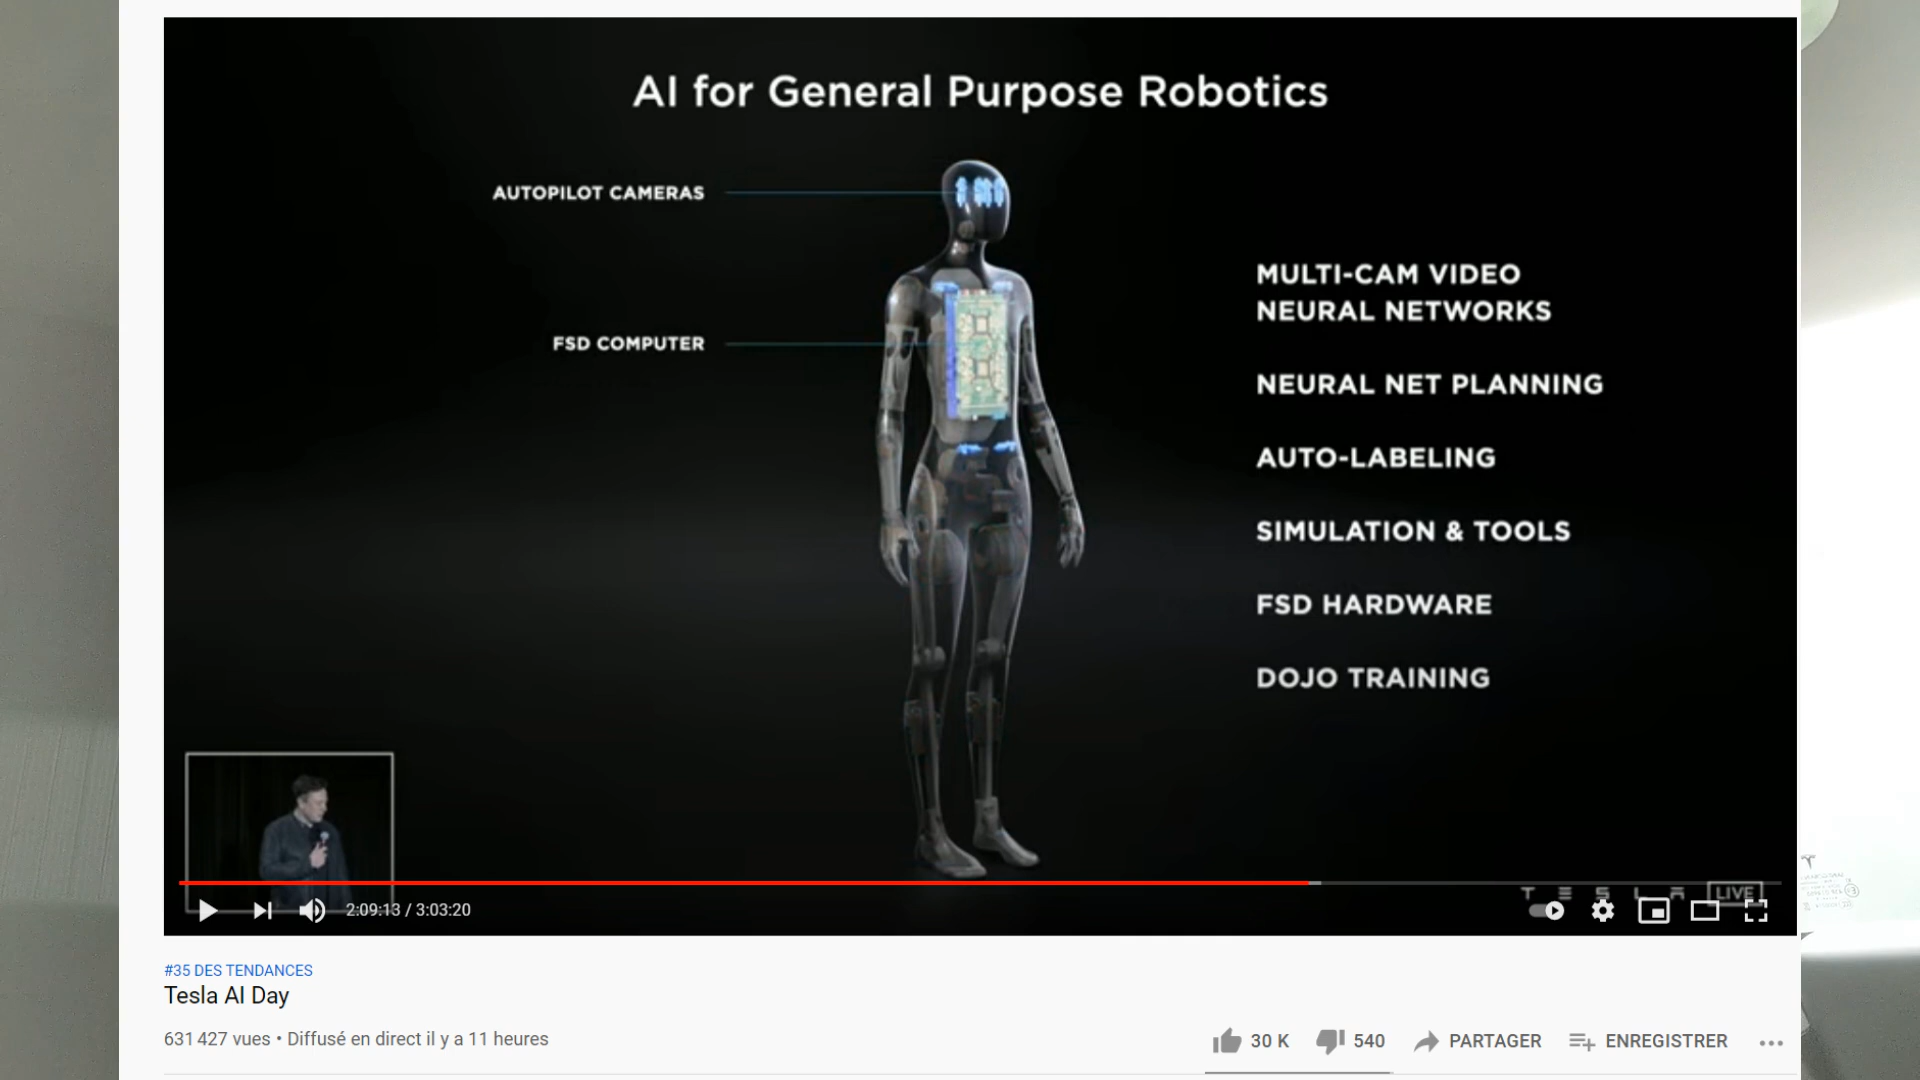 AI for General Purpose Robotics
AUTOPILOT CAMERAS
FSD COMPUTER
MULTI-CAM VIDEO
NEURAL NETWORKS
NEURAL NET PLANNING
AUTO-LABELING
SIMULATION & TOOLS
FSD HARDWARE
DOJO TRAINING
TESLA LIVE
2:09:13 / 3:03:20
#35 DES TENDANCES
Tesla AI Day
631 427 vues • Diffusé en direct il y a 11 heures
30 K
540
PARTAGER
ENREGISTRER